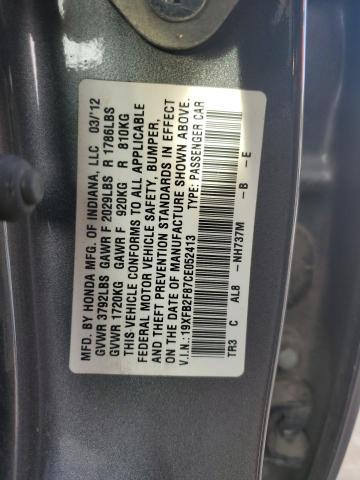 MFD. BY HONDA MFG. OF INDIANA, LLC 03/'12
GVWR 3792LBS GAWR F 2029LBS R 1786LBS
GVWR 1720KG GAWR F 920KG R 810KG
THIS VEHICLE CONFORMS TO ALL APPLICABLE
FEDERAL MOTOR VEHICLE SAFETY, BUMPER,
AND THEFT PREVENTION STANDARDS IN EFFECT
ON THE DATE OF MANUFACTURE SHOWN ABOVE.
V.I.N.:19XFB2F87CE052413 TYPE: PASSENGER CAR
TR3 C AL8 - NH737M - B - E